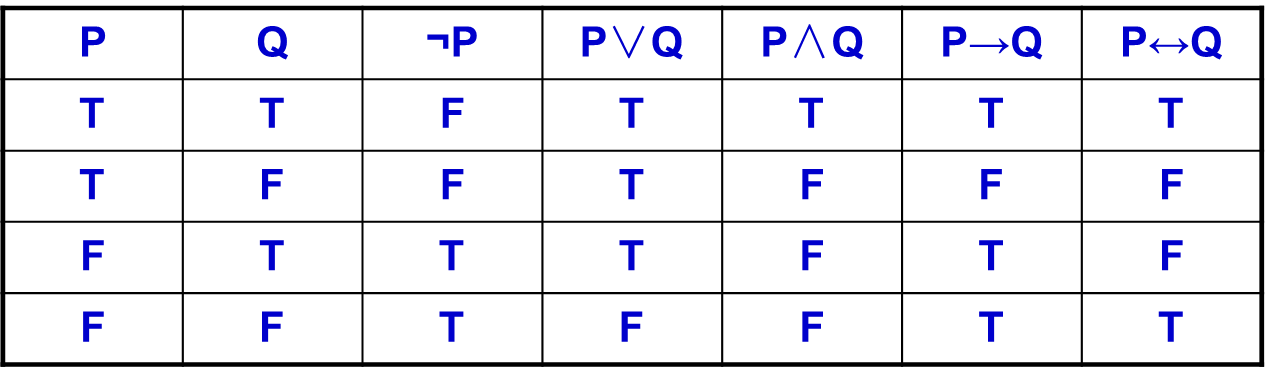 P Q ¬P P∨Q P∧Q P→Q P↔Q
T T F T T T T
T F F T F F F
F T T T F T F
F F T F F T T